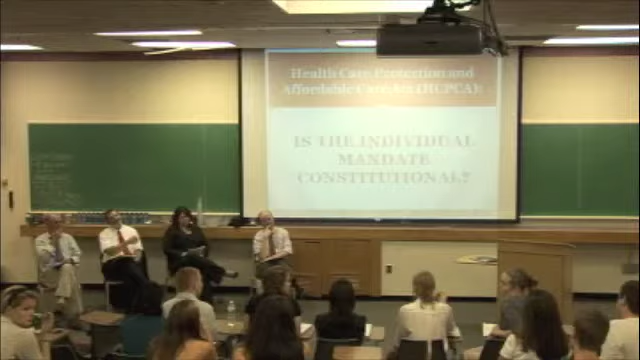 Health Care Protection and
Affordable Care Act (HCPCA):
IS THE INDIVIDUAL
MANDATE
CONSTITUTIONAL?